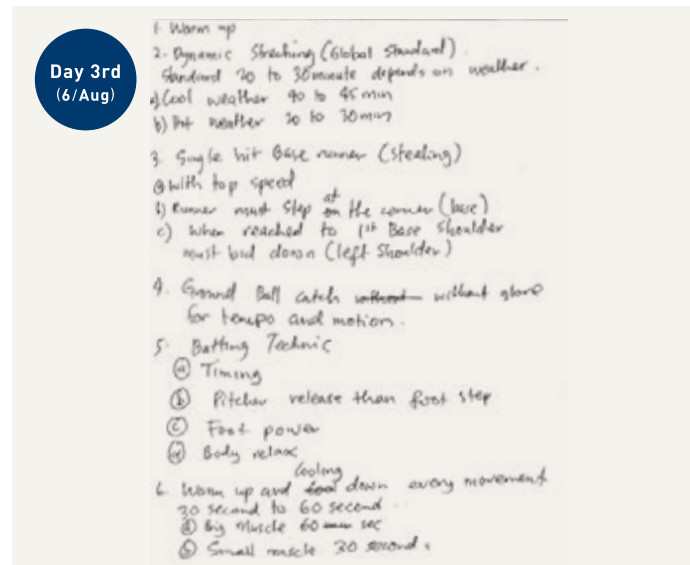 Day 3rd
(6/Aug)
1. Warm up
2. Dynamic Streching (Global Standard).
Standard 20 to 30 minute depends on weather.
a) Cool weather 40 to 45 min
b) Hot weather 20 to 30 min
3. Single hit Base runner (Stealing)
@ With top speed
b) Runner must step at the corner (base)
c) When reached to 1st Base Shoulder
must down (left Shoulder)
4. Ground Ball catch without without glove
for tempo and motion.
5. Batting Technic
(a) Timing
(b) Pitcher release than foot step
(c) Foot power
(d) Body relax
6. Warm up and Cooling down every movement
30 second to 60 second
(a) Big Muscle 60 sec
(b) Small muscle 30 second.